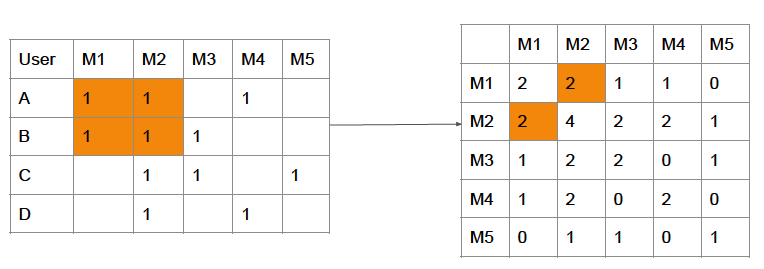 User M1 M2 M3 M4 M5
A 1 1 1
B 1 1 1
C 1 1 1
D 1 1
M1 M2 M3 M4 M5
M1 2 2 1 1 0
M2 2 4 2 2 1
M3 1 2 2 0 1
M4 1 2 0 2 0
M5 0 1 1 0 1